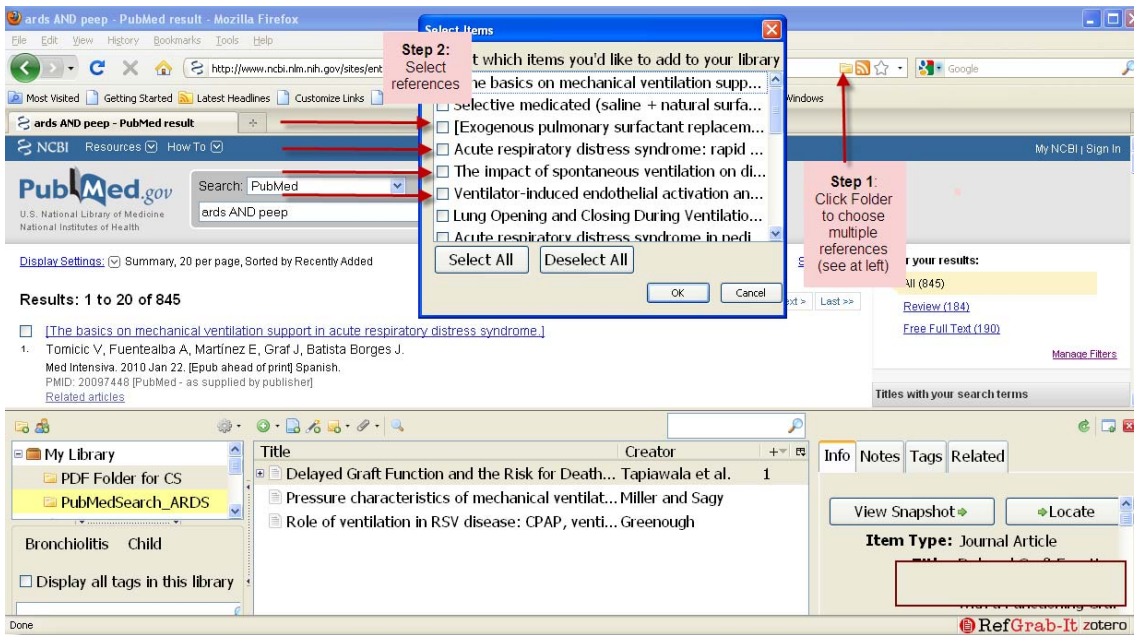 ards AND peep - PubMed result - Mozilla Firefox
File Edit View History Bookmarks Tools Help
http://www.ncbi.nlm.nih.gov/sites/ent
Google
Most Visited Getting Started Latest Headlines Customize Links
Windows
ards AND peep - PubMed result
NCBI Resources How To
My NCBI | Sign In
PubMed.gov
U.S. National Library of Medicine
National Institutes of Health
Search: PubMed
ards AND peep
Display Settings: Summary, 20 per page, Sorted by Recently Added
Results: 1 to 20 of 845
Last >>
[The basics on mechanical ventilation support in acute respiratory distress syndrome.]
1. Tomicic V, Fuentealba A, Martínez E, Graf J, Batista Borges J.
Med Intensiva. 2010 Jan 22. [Epub ahead of print] Spanish.
PMID: 20097448 [PubMed - as supplied by publisher]
Related articles
Select Items
which items you'd like to add to your library
basics on mechanical ventilation supp...
Selective medicated (saline + natural surfa...
[Exogenous pulmonary surfactant replacem...
Acute respiratory distress syndrome: rapid ...
The impact of spontaneous ventilation on di...
Ventilator-induced endothelial activation an...
Lung Opening and Closing During Ventilatio...
Acute respiratory distress syndrome in pedi
Select All Deselect All
OK Cancel
Step 2:
Select
references
Step 1:
Click Folder
to choose
multiple
references
(see at left)
your results:
All (845)
Review (184)
Free Full Text (190)
Manage Filters
Titles with your search terms
My Library
PDF Folder for CS
PubMedSearch_ARDS
Bronchiolitis Child
Display all tags in this library
Title Creator
Delayed Graft Function and the Risk for Death... Tapiawala et al. 1
Pressure characteristics of mechanical ventilat... Miller and Sagy
Role of ventilation in RSV disease: CPAP, venti... Greenough
Info Notes Tags Related
View Snapshot Locate
Item Type: Journal Article
Done
RefGrab-It zotero